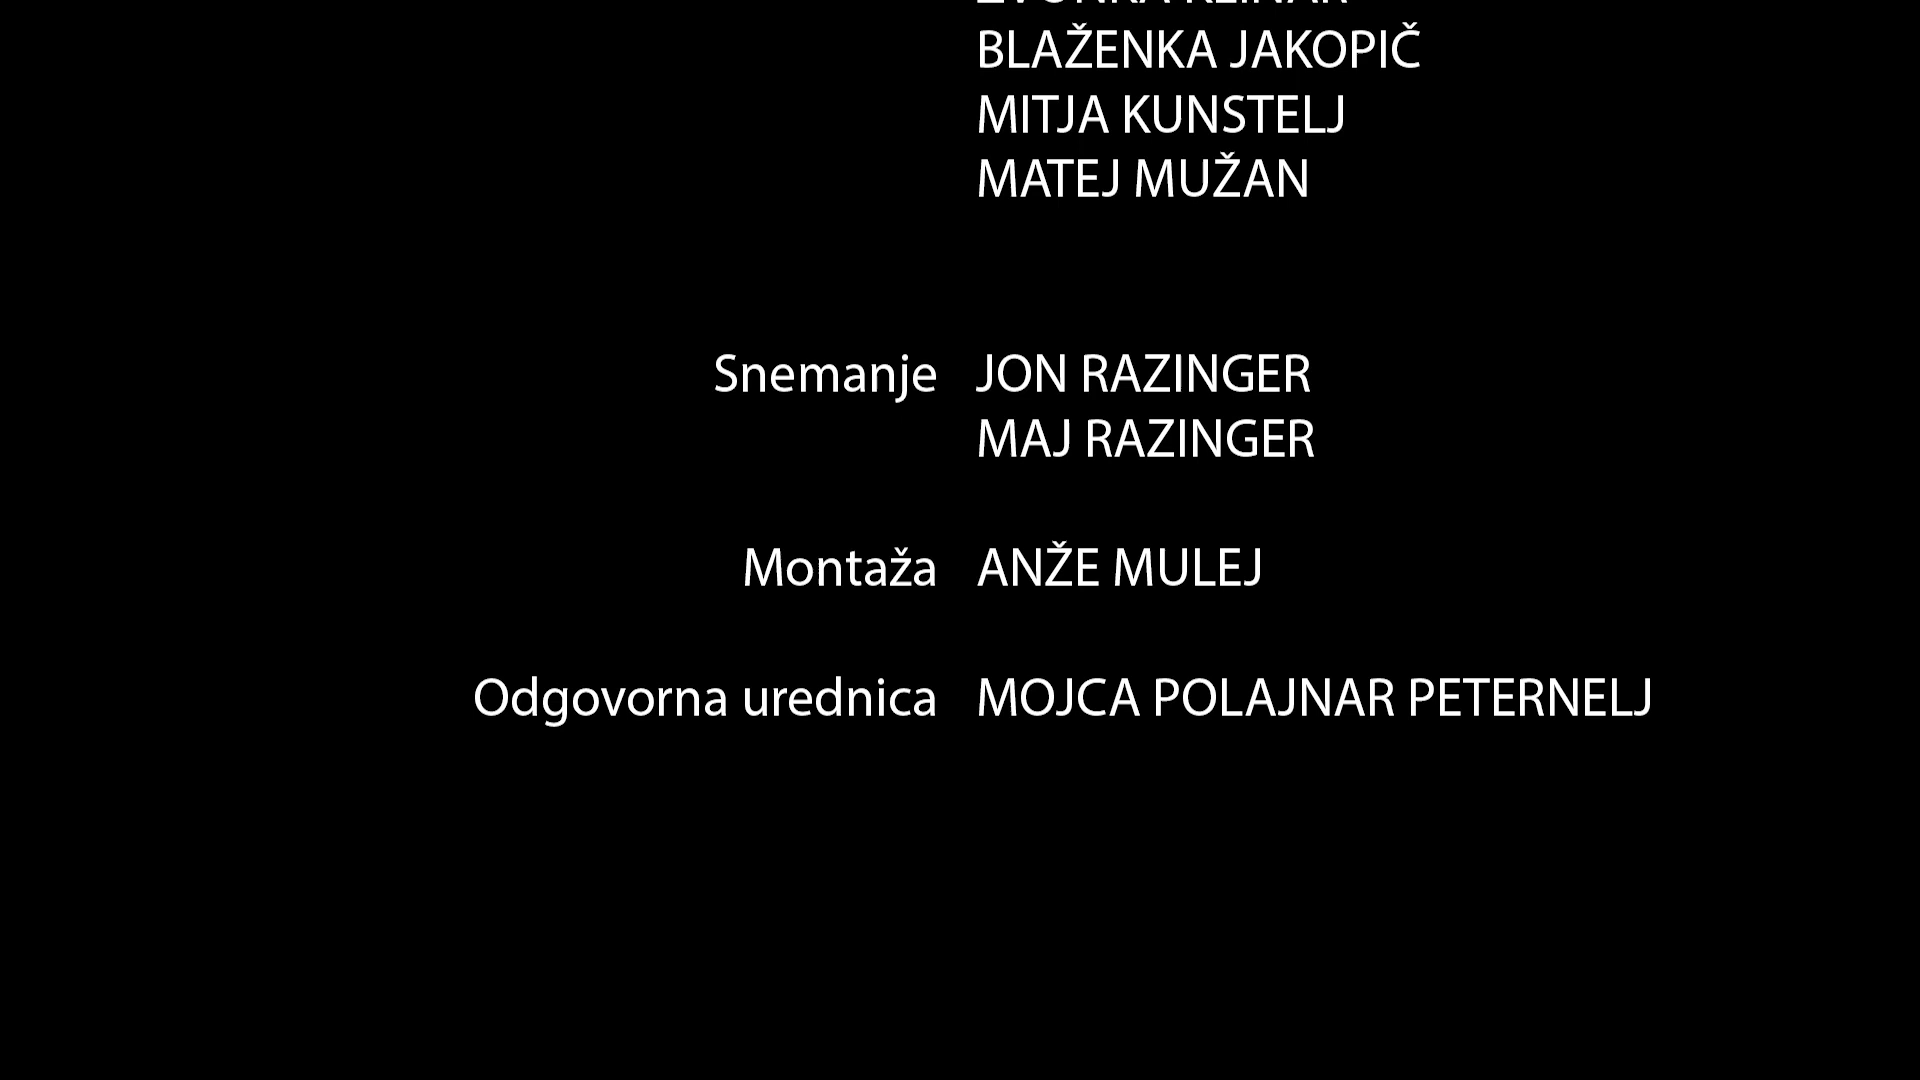 BLAŽENKA JAKOPIČ
MITJA KUNSTELJ
MATEJ MUŽAN
Snemanje JON RAZINGER
MAJ RAZINGER
Montaža ANŽE MULEJ
Odgovorna urednica MOJCA POLAJNAR PETERNELJ